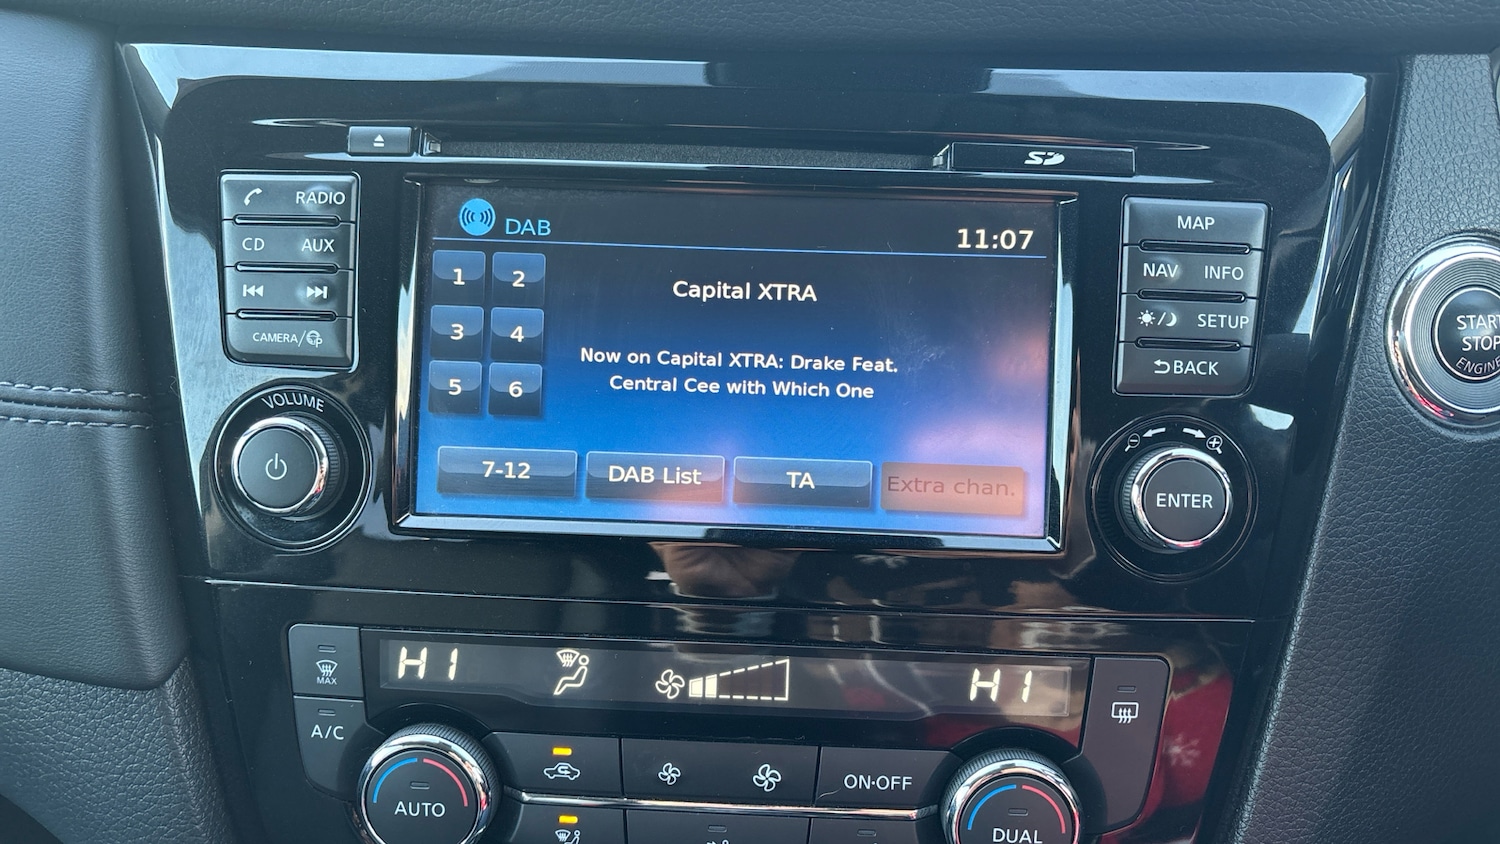 SD
RADIO
CD AUX
CAMERA/
VOLUME
DAB
11:07
1 2
3 4
5 6
Capital XTRA
Now on Capital XTRA: Drake Feat.
Central Cee with Which One
7-12 DAB List TA Extra chan.
MAP
NAV INFO
SETUP
BACK
ENTER
START
STOP
ENGINE
HI HI
MAX
A/C
AUTO
ON·OFF
DUAL